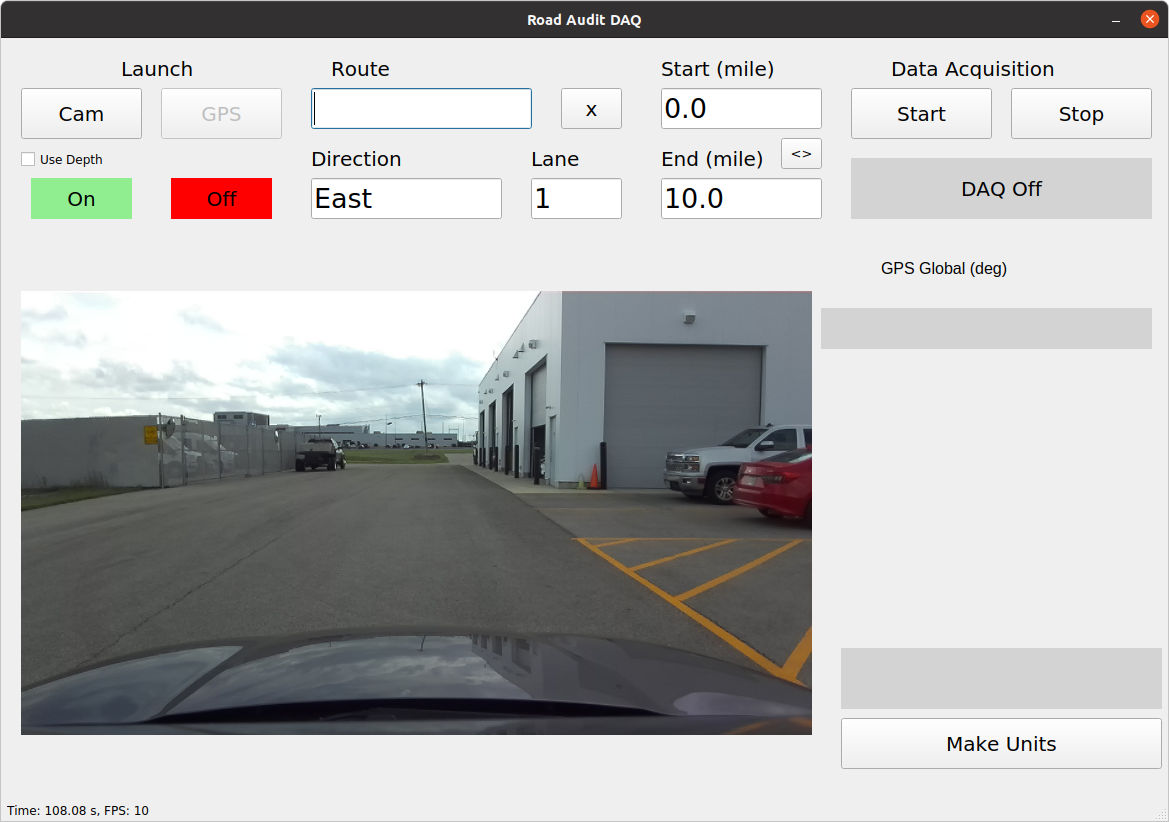 Road Audit DAQ
Launch
Route
Start (mile)
Data Acquisition
Cam
GPS
x
0.0
Start
Stop
Use Depth
Direction
Lane
End (mile)
<>
On
Off
East
1
10.0
DAQ Off
GPS Global (deg)
Make Units
Time: 108.08 s, FPS: 10